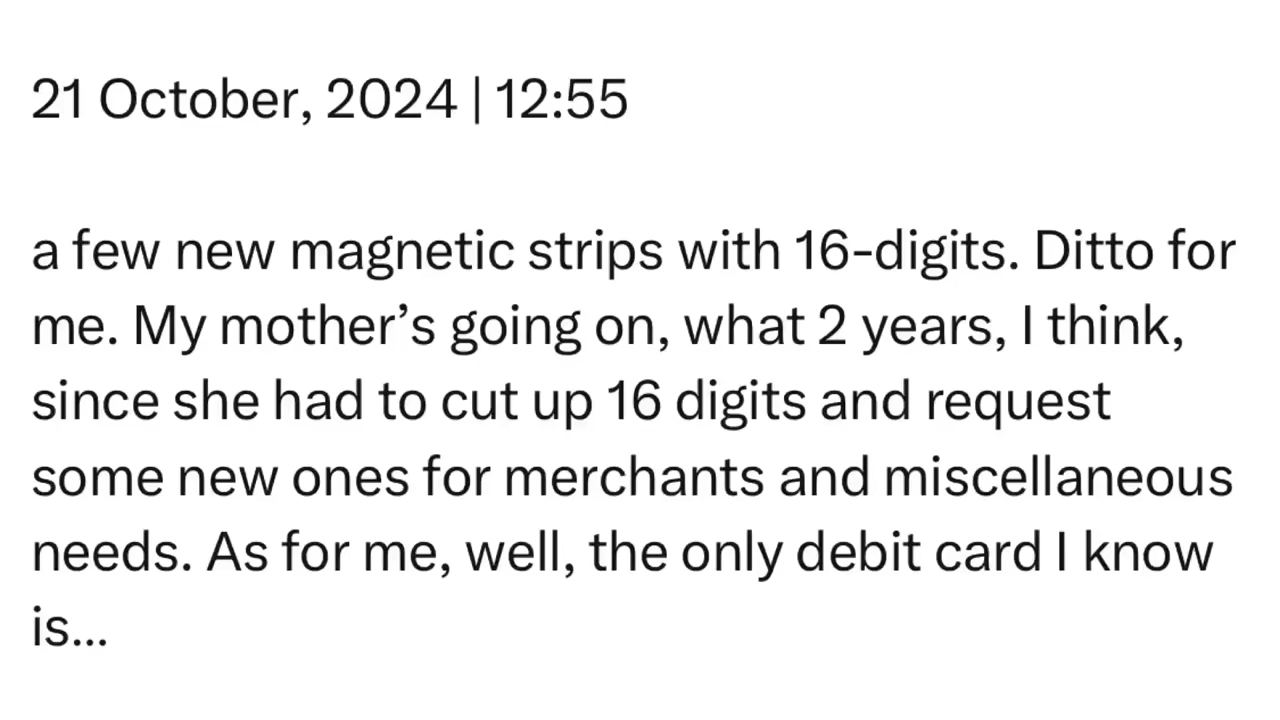 21 October, 2024 | 12:55
a few new magnetic strips with 16-digits. Ditto for
me. My mother’s going on, what 2 years, I think,
since she had to cut up 16 digits and request
some new ones for merchants and miscellaneous
needs. As for me, well, the only debit card I know
is...